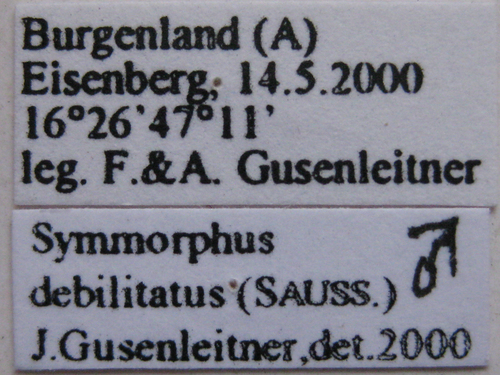 Burgenland (A)
Eisenberg, 14.5.2000
16°26'47°11'
leg. F.&A. Gusenleitner
Symmorphus ♂
debilitatus (SAUSS.)
J.Gusenleitner,det.2000